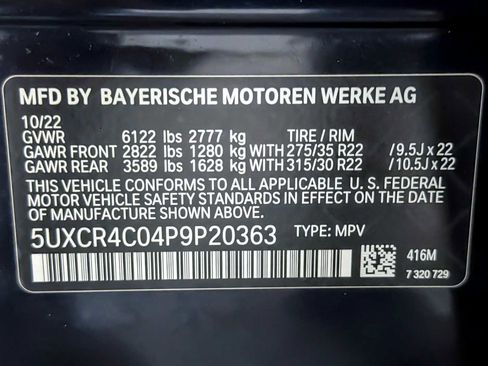 MFD BY BAYERISCHE MOTOREN WERKE AG
10/22
GVWR 6122 lbs 2777 kg TIRE / RIM
GAWR FRONT 2822 lbs 1280 kg WITH 275/35 R22 / 9.5J x 22
GAWR REAR 3589 lbs 1628 kg WITH 315/30 R22 / 10.5J x 22
THIS VEHICLE CONFORMS TO ALL APPLICABLE U. S. FEDERAL
MOTOR VEHICLE SAFETY STANDARDS IN EFFECT ON THE DATE
OF MANUFACTURE SHOWN ABOVE.
5UXCR4C04P9P20363 TYPE: MPV
416M
7 320 729